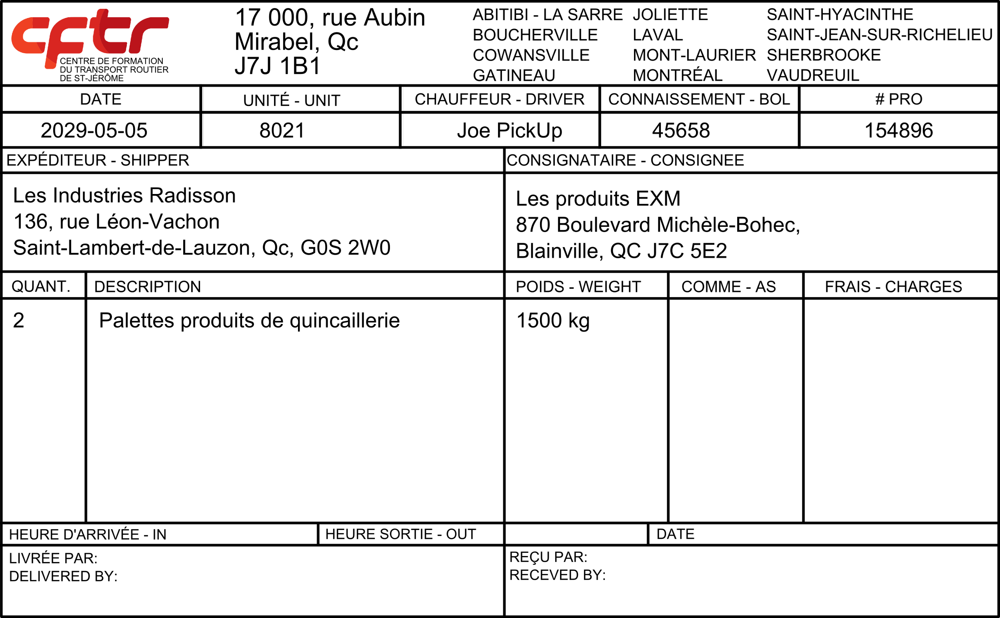 cftr
CENTRE DE FORMATION
DU TRANSPORT ROUTIER
DE ST-JÉRÔME
17 000, rue Aubin
Mirabel, Qc
J7J 1B1
ABITIBI - LA SARRE JOLIETTE SAINT-HYACINTHE
BOUCHERVILLE LAVAL SAINT-JEAN-SUR-RICHELIEU
COWANSVILLE MONT-LAURIER SHERBROOKE
GATINEAU MONTRÉAL VAUDREUIL
DATE UNITÉ - UNIT CHAUFFEUR - DRIVER CONNAISSEMENT - BOL # PRO
2029-05-05 8021 Joe PickUp 45658 154896
EXPÉDITEUR - SHIPPER CONSIGNATAIRE - CONSIGNEE
Les Industries Radisson
136, rue Léon-Vachon
Saint-Lambert-de-Lauzon, Qc, G0S 2W0
Les produits EXM
870 Boulevard Michèle-Bohec,
Blainville, QC J7C 5E2
QUANT. DESCRIPTION POIDS - WEIGHT COMME - AS FRAIS - CHARGES
2 Palettes produits de quincaillerie 1500 kg
HEURE D'ARRIVÉE - IN HEURE SORTIE - OUT DATE
LIVRÉE PAR:
DELIVERED BY:
REÇU PAR:
RECEVED BY: